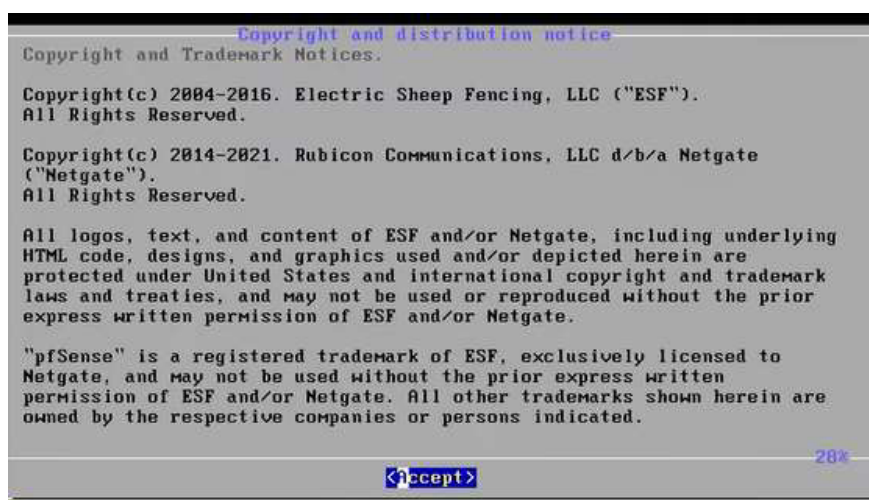 Copyright and distribution notice
Copyright and Trademark Notices.
Copyright(c) 2004-2016. Electric Sheep Fencing, LLC ("ESF").
All Rights Reserved.
Copyright(c) 2014-2021. Rubicon Communications, LLC d/b/a Netgate
("Netgate").
All Rights Reserved.
All logos, text, and content of ESF and/or Netgate, including underlying
HTML code, designs, and graphics used and/or depicted herein are
protected under United States and international copyright and trademark
laws and treaties, and may not be used or reproduced without the prior
express written permission of ESF and/or Netgate.
"pfSense" is a registered trademark of ESF, exclusively licensed to
Netgate, and may not be used without the prior express written
permission of ESF and/or Netgate. All other trademarks shown herein are
owned by the respective companies or persons indicated.
28%
<Accept>